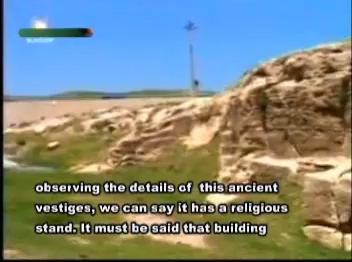 observing the details of this ancient
vestiges, we can say it has a religious
stand. It must be said that building